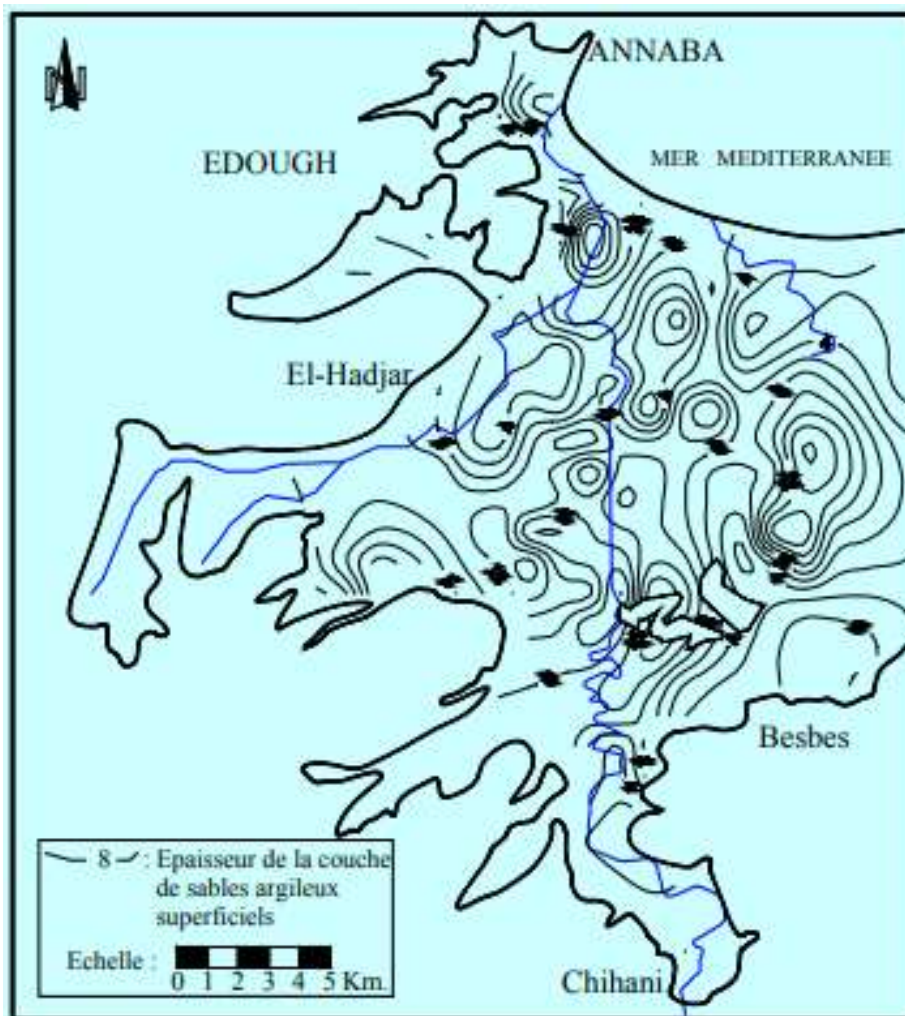 ANNABA
MER MEDITERRANEE
EDOUGH
El-Hadjar
Besbes
8 : Epaisseur de la couche
de sables argileux
superficiels
Echelle :
0 1 2 3 4 5 Km.
Chihani